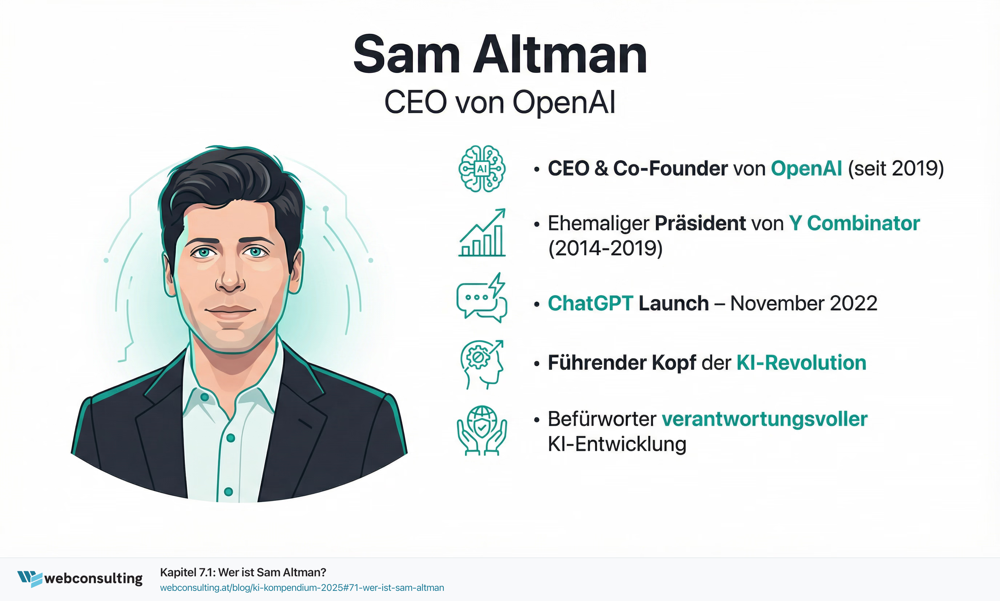 Sam Altman
CEO von OpenAI
AI
• CEO & Co-Founder von OpenAI (seit 2019)
• Ehemaliger Präsident von Y Combinator
(2014-2019)
• ChatGPT Launch – November 2022
• Führender Kopf der KI-Revolution
• Befürworter verantwortungsvoller
KI-Entwicklung
webconsulting
Kapitel 7.1: Wer ist Sam Altman?
webconsulting.at/blog/ki-kompendium-2025#71-wer-ist-sam-altman